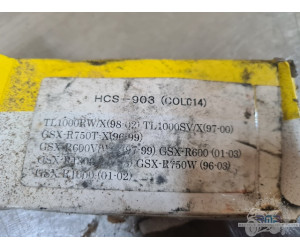 HCS-903 (COL014)
TL1000RW/X(98-02) TL1000SV/X(97-00)
GSX-R750T-X(96-99)
GSX-R600V/ (97-99) GSX-R600 (01-03)
GSX-R750W (96-03)
GSX-R1000 (01-02)